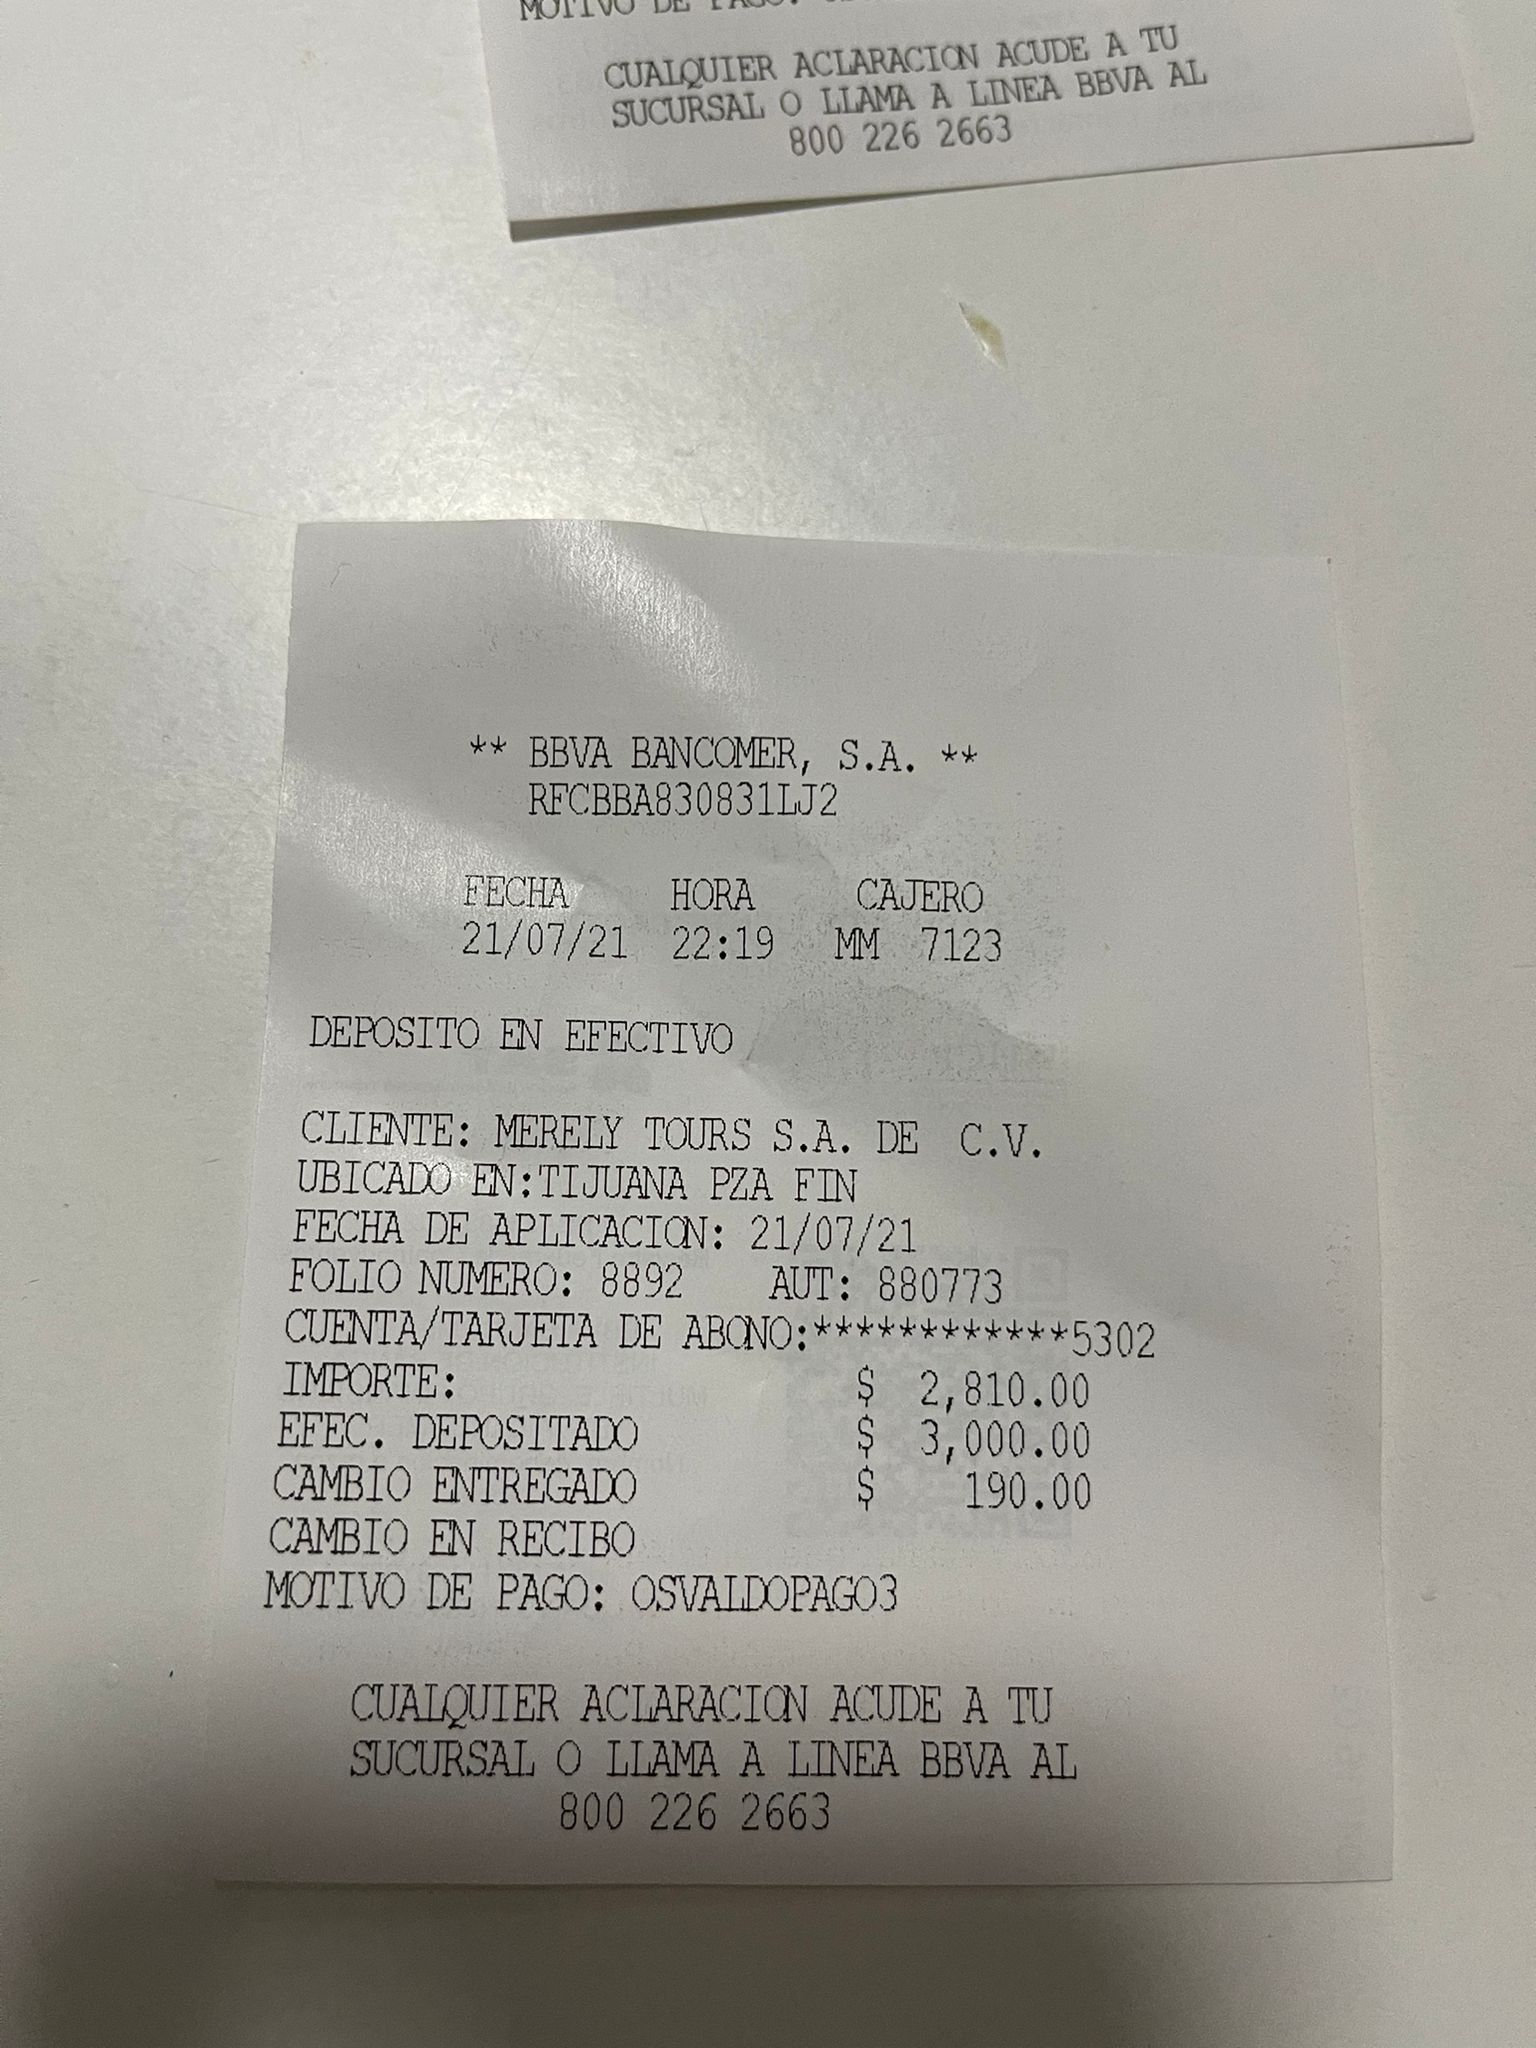 MOTIVO DE PAGO:
CUALQUIER ACLARACION ACUDE A TU
SUCURSAL O LLAMA A LINEA BBVA AL
800 226 2663
** BBVA BANCOMER, S.A. **
RFCBBA830831LJ2
FECHA HORA CAJERO
21/07/21 22:19 MM 7123
DEPOSITO EN EFECTIVO
CLIENTE: MERELY TOURS S.A. DE C.V.
UBICADO EN:TIJUANA PZA FIN
FECHA DE APLICACION: 21/07/21
FOLIO NUMERO: 8892 AUT: 880773
CUENTA/TARJETA DE ABONO:************5302
IMPORTE: $ 2,810.00
EFEC. DEPOSITADO $ 3,000.00
CAMBIO ENTREGADO $ 190.00
CAMBIO EN RECIBO
MOTIVO DE PAGO: OSVALDOPAGO3
CUALQUIER ACLARACION ACUDE A TU
SUCURSAL O LLAMA A LINEA BBVA AL
800 226 2663